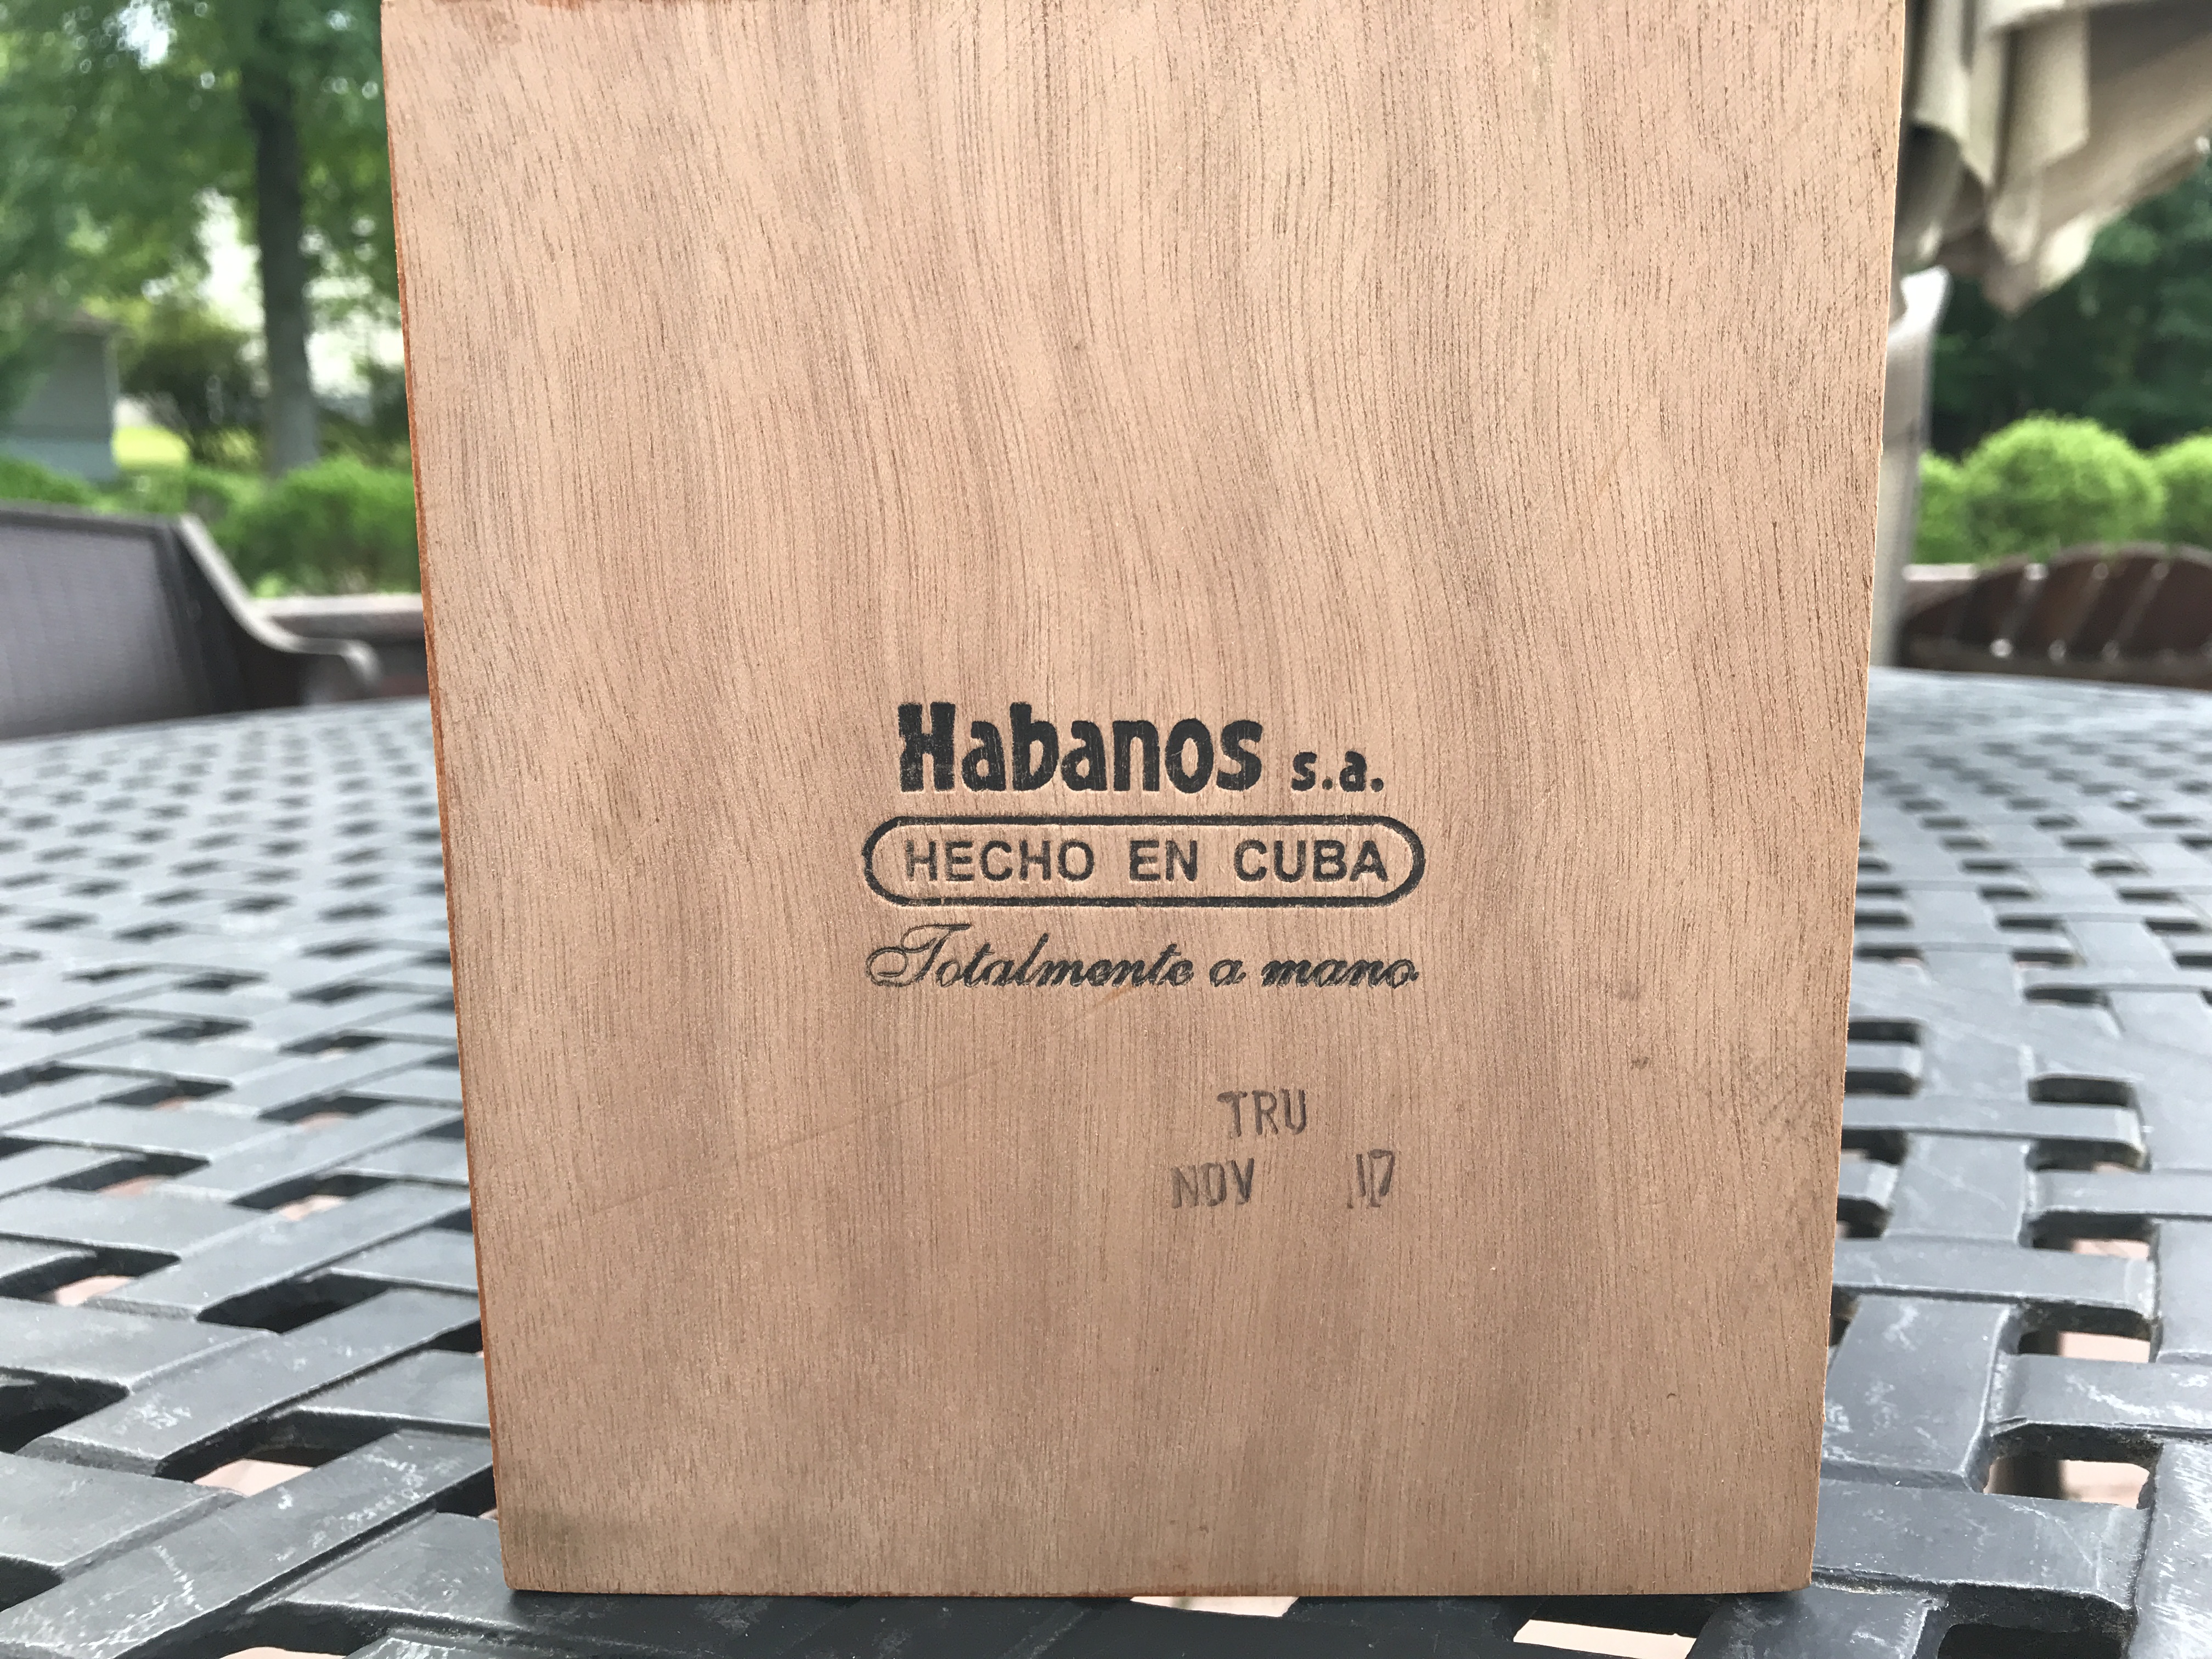 Habanos s.a.
HECHO EN CUBA
Totalmente a mano
TRU
NOV 17